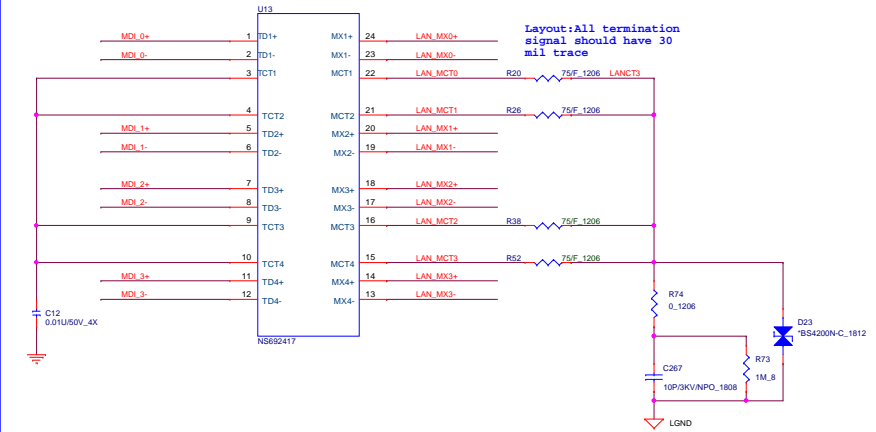 U13
MDI_0+ 1 TD1+ MX1+ 24 LAN_MX0+
MDI_0- 2 TD1- MX1- 23 LAN_MX0-
3 TCT1 MCT1 22 LAN_MCT0 R20 75/F_1206 LANCT3
Layout:All termination
signal should have 30
mil trace
4 TCT2 MCT2 21 LAN_MCT1 R26 75/F_1206
MDI_1+ 5 TD2+ MX2+ 20 LAN_MX1+
MDI_1- 6 TD2- MX2- 19 LAN_MX1-
MDI_2+ 7 TD3+ MX3+ 18 LAN_MX2+
MDI_2- 8 TD3- MX3- 17 LAN_MX2-
9 TCT3 MCT3 16 LAN_MCT2 R38 75/F_1206
10 TCT4 MCT4 15 LAN_MCT3 R52 75/F_1206
MDI_3+ 11 TD4+ MX4+ 14 LAN_MX3+
MDI_3- 12 TD4- MX4- 13 LAN_MX3-
NS692417
C12
0.01U/50V_4X
R74
0_1206
D23
*BS4200N-C_1812
R73
1M_8
C267
10P/3KV/NPO_1808
LGND